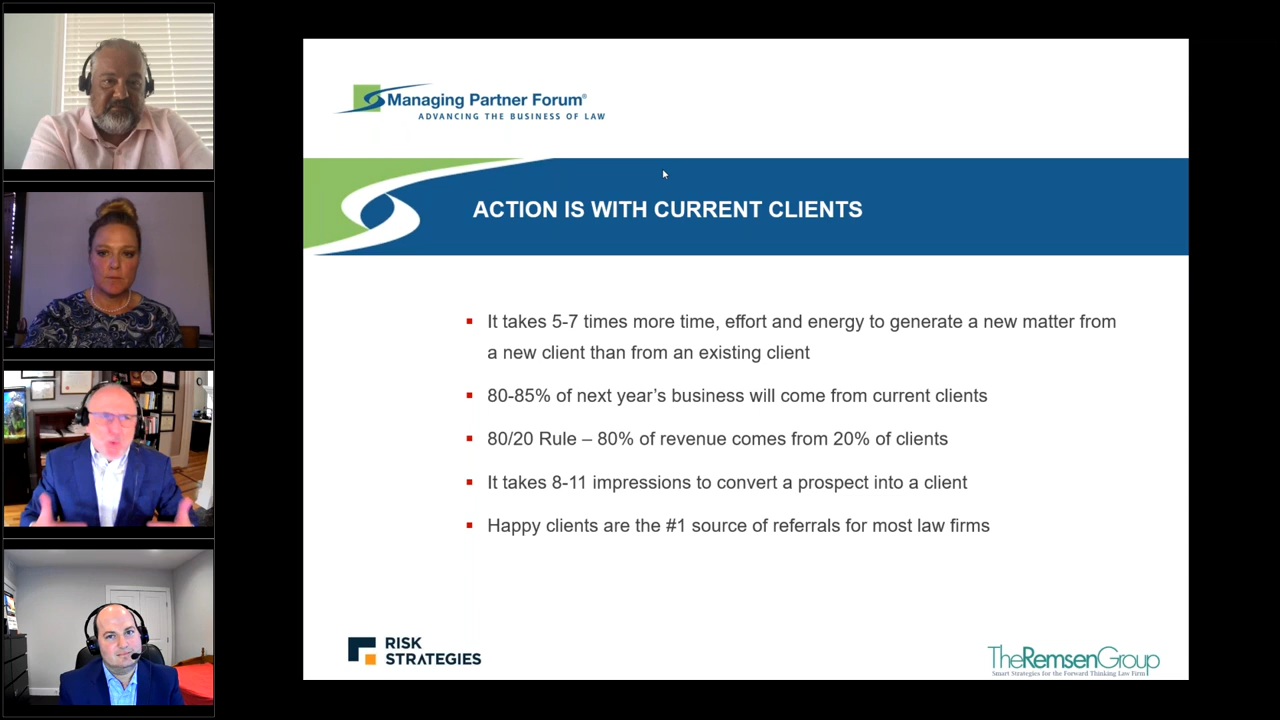 Managing Partner Forum®
ADVANCING THE BUSINESS OF LAW
ACTION IS WITH CURRENT CLIENTS
It takes 5-7 times more time, effort and energy to generate a new matter from
a new client than from an existing client
80-85% of next year’s business will come from current clients
80/20 Rule – 80% of revenue comes from 20% of clients
It takes 8-11 impressions to convert a prospect into a client
Happy clients are the #1 source of referrals for most law firms
RISK
STRATEGIES
TheRemsenGroup
Smart Strategies for the Forward Thinking Law Firm